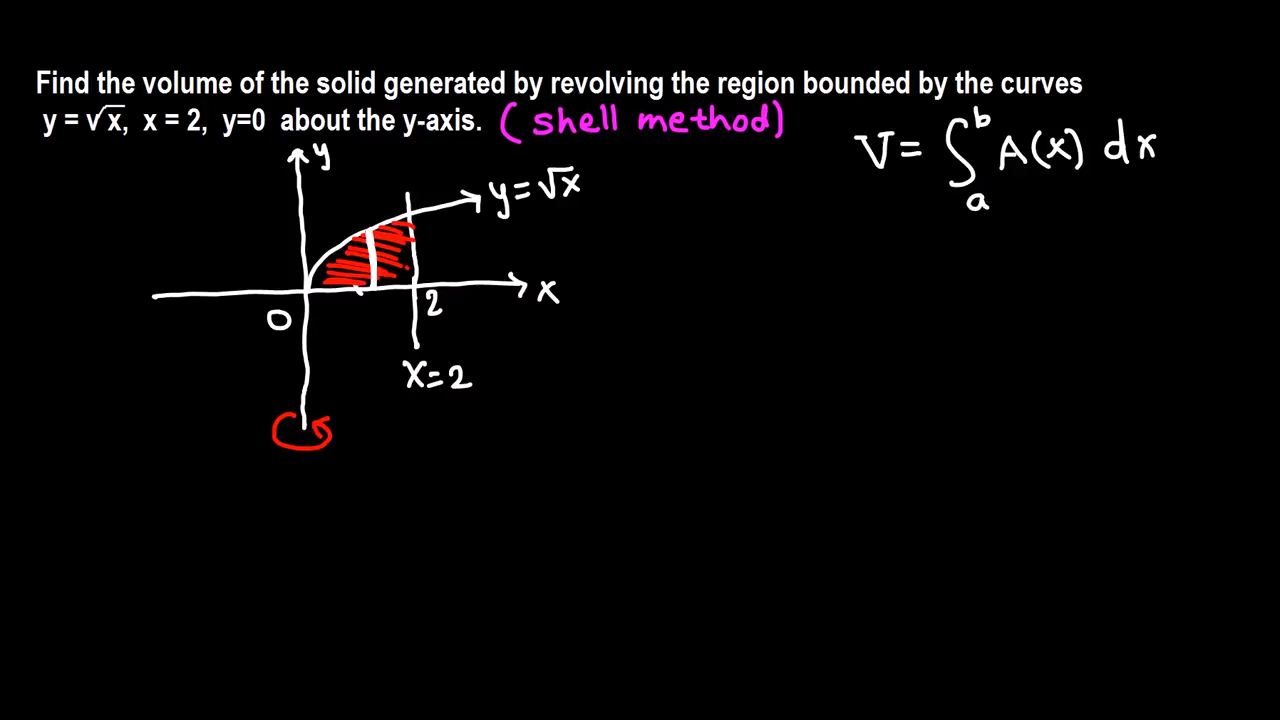 Find the volume of the solid generated by revolving the region bounded by the curves
y = √x, x = 2, y=0 about the y-axis. (shell method)
V = ∫_a^b A(x) dx
y
y = √x
x
0
2
x=2